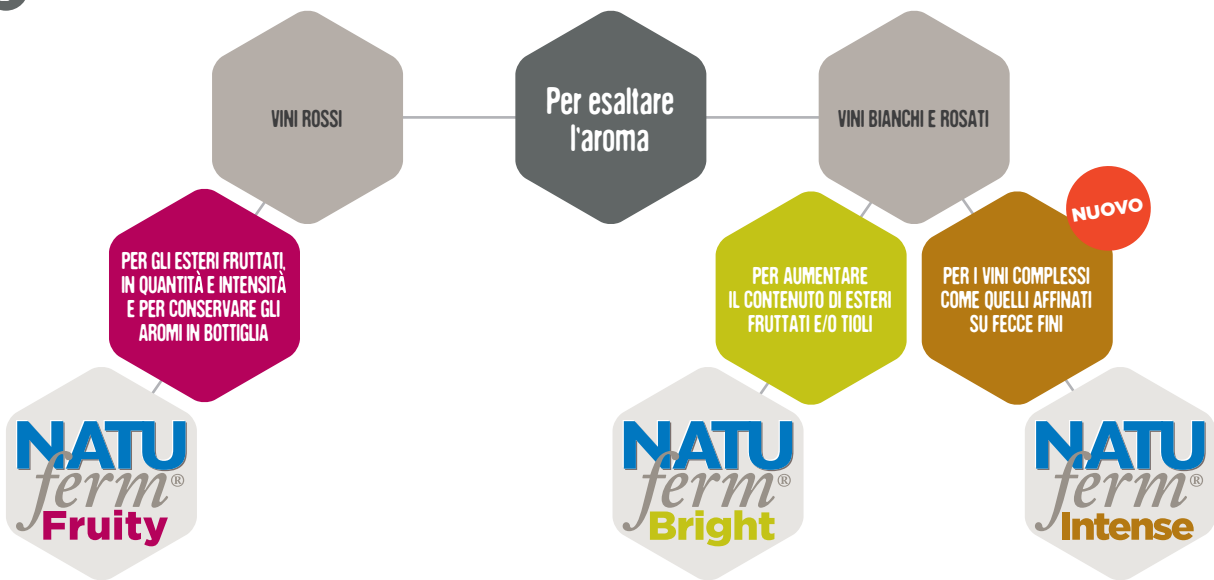 VINI ROSSI
Per esaltare
l'aroma
VINI BIANCHI E ROSATI
NUOVO
PER GLI ESTERI FRUTTATI,
IN QUANTITÀ E INTENSITÀ
E PER CONSERVARE GLI
AROMI IN BOTTIGLIA
PER AUMENTARE
IL CONTENUTO DI ESTERI
FRUTTATI E/O TIOLI
PER I VINI COMPLESSI
COME QUELLI AFFINATI
SU FECCE FINI
NATU
ferm®
Fruity
NATU
ferm®
Bright
NATU
ferm®
Intense